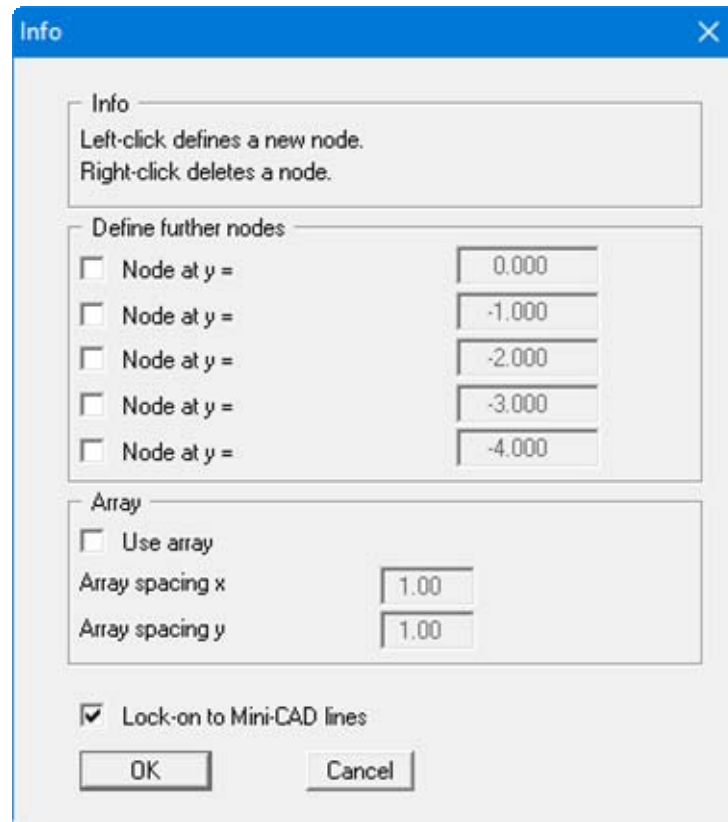 Info
Info
Left-click defines a new node.
Right-click deletes a node.
Define further nodes
Node at y = 0.000
Node at y = -1.000
Node at y = -2.000
Node at y = -3.000
Node at y = -4.000
Array
Use array
Array spacing x 1.00
Array spacing y 1.00
Lock-on to Mini-CAD lines
OK Cancel